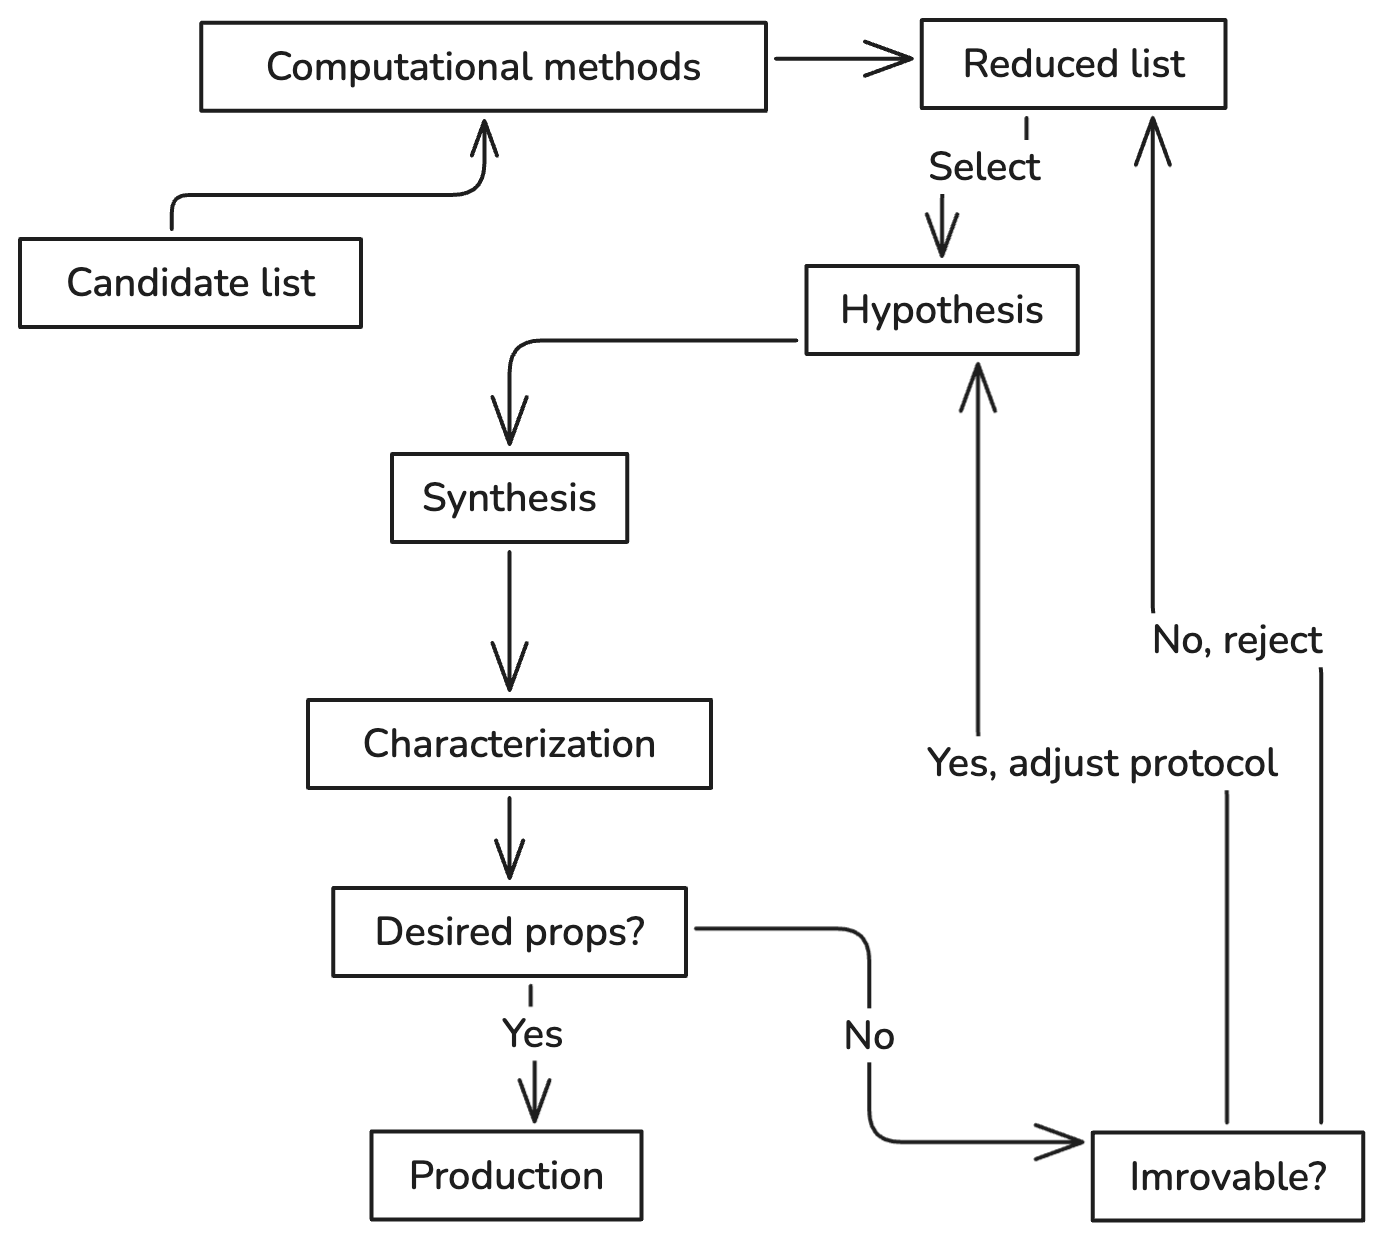 Computational methods
Reduced list
Select
Candidate list
Hypothesis
Synthesis
No, reject
Characterization
Yes, adjust protocol
Desired props?
Yes
No
Production
Imrovable?